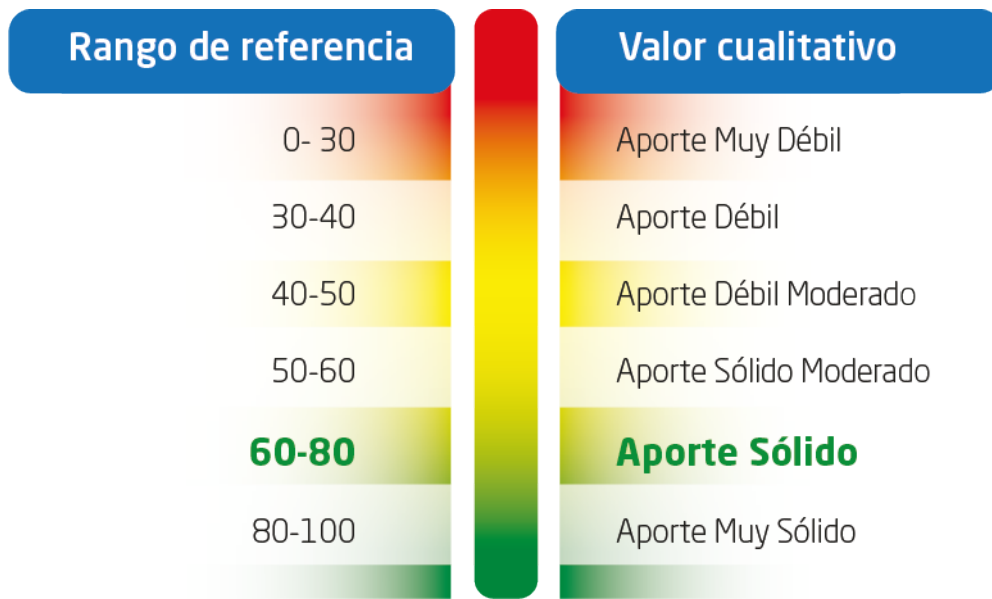 Rango de referencia Valor cualitativo
0- 30 Aporte Muy Débil
30-40 Aporte Débil
40-50 Aporte Débil Moderado
50-60 Aporte Sólido Moderado
60-80 Aporte Sólido
80-100 Aporte Muy Sólido